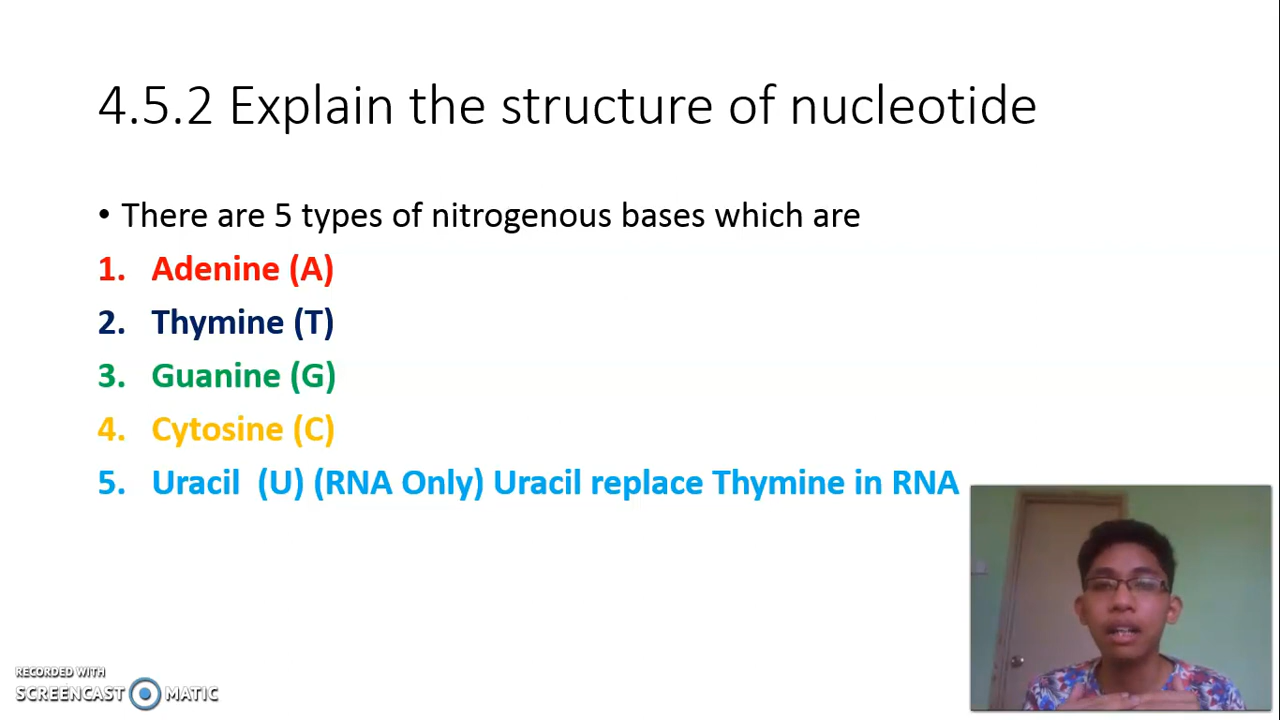 4.5.2 Explain the structure of nucleotide
• There are 5 types of nitrogenous bases which are
1. Adenine (A)
2. Thymine (T)
3. Guanine (G)
4. Cytosine (C)
5. Uracil (U) (RNA Only) Uracil replace Thymine in RNA
RECORDED WITH
SCREENCAST MATIC